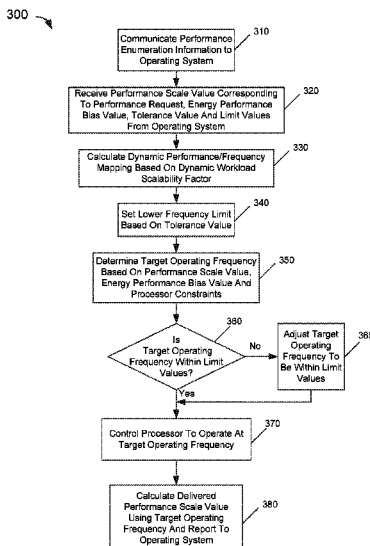 300
310
Communicate Performance
Enumeration Information to
Operating System
320
Receive Performance Scale Value Corresponding
To Performance Request, Energy Performance
Bias Value, Tolerance Value And Limit Values
From Operating System
330
Calculate Dynamic Performance/Frequency
Mapping Based On Dynamic Workload
Scalability Factor
340
Set Lower Frequency Limit
Based On Tolerance Value
350
Determine Target Operating Frequency
Based On Performance Scale Value,
Energy Performance Bias Value And
Processor Constraints
360
Is
Target Operating
Frequency Within Limit
Values?
No
365
Adjust Target
Operating
Frequency To
Be Within Limit
Values
Yes
370
Control Processor To Operate At
Target Operating Frequency
380
Calculate Delivered
Performance Scale Value
Using Target Operating
Frequency And Report To
Operating System